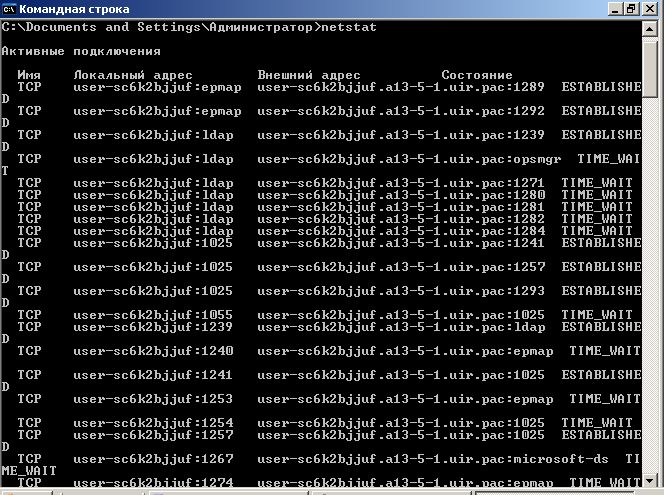 Командная строка
C:\Documents and Settings\Администратор>netstat
Активные подключения
Имя Локальный адрес Внешний адрес Состояние
TCP user-sc6k2bjjuf:epmap user-sc6k2bjjuf.a13-5-1.uir.pac:1289 ESTABLISHE
D
TCP user-sc6k2bjjuf:epmap user-sc6k2bjjuf.a13-5-1.uir.pac:1292 ESTABLISHE
D
TCP user-sc6k2bjjuf:ldap user-sc6k2bjjuf.a13-5-1.uir.pac:1239 ESTABLISHE
D
TCP user-sc6k2bjjuf:ldap user-sc6k2bjjuf.a13-5-1.uir.pac:opsmgr TIME_WAI
T
TCP user-sc6k2bjjuf:ldap user-sc6k2bjjuf.a13-5-1.uir.pac:1271 TIME_WAIT
TCP user-sc6k2bjjuf:ldap user-sc6k2bjjuf.a13-5-1.uir.pac:1280 TIME_WAIT
TCP user-sc6k2bjjuf:ldap user-sc6k2bjjuf.a13-5-1.uir.pac:1281 TIME_WAIT
TCP user-sc6k2bjjuf:ldap user-sc6k2bjjuf.a13-5-1.uir.pac:1282 TIME_WAIT
TCP user-sc6k2bjjuf:ldap user-sc6k2bjjuf.a13-5-1.uir.pac:1284 TIME_WAIT
TCP user-sc6k2bjjuf:1025 user-sc6k2bjjuf.a13-5-1.uir.pac:1241 ESTABLISHE
D
TCP user-sc6k2bjjuf:1025 user-sc6k2bjjuf.a13-5-1.uir.pac:1257 ESTABLISHE
D
TCP user-sc6k2bjjuf:1025 user-sc6k2bjjuf.a13-5-1.uir.pac:1293 ESTABLISHE
D
TCP user-sc6k2bjjuf:1055 user-sc6k2bjjuf.a13-5-1.uir.pac:1025 TIME_WAIT
TCP user-sc6k2bjjuf:1239 user-sc6k2bjjuf.a13-5-1.uir.pac:ldap ESTABLISHE
D
TCP user-sc6k2bjjuf:1240 user-sc6k2bjjuf.a13-5-1.uir.pac:epmap TIME_WAIT
TCP user-sc6k2bjjuf:1241 user-sc6k2bjjuf.a13-5-1.uir.pac:1025 ESTABLISHE
D
TCP user-sc6k2bjjuf:1253 user-sc6k2bjjuf.a13-5-1.uir.pac:epmap TIME_WAIT
TCP user-sc6k2bjjuf:1254 user-sc6k2bjjuf.a13-5-1.uir.pac:1025 TIME_WAIT
TCP user-sc6k2bjjuf:1257 user-sc6k2bjjuf.a13-5-1.uir.pac:1025 ESTABLISHE
D
TCP user-sc6k2bjjuf:1267 user-sc6k2bjjuf.a13-5-1.uir.pac:microsoft-ds TI
ME_WAIT
TCP user-sc6k2bjjuf:1274 user-sc6k2bjjuf.a13-5-1.uir.pac:epmap TIME_WAIT